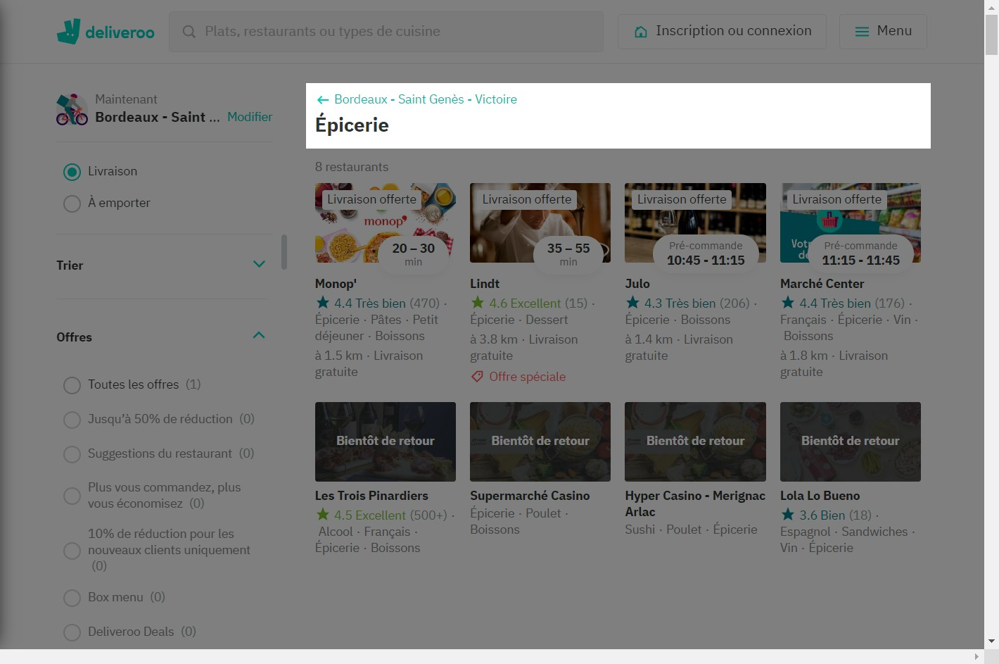 deliveroo
Plats, restaurants ou types de cuisine
Inscription ou connexion
Menu
Maintenant
Bordeaux - Saint ...
Modifier
Livraison
À emporter
Trier
Offres
Toutes les offres (1)
Jusqu'à 50% de réduction (0)
Suggestions du restaurant (0)
Plus vous commandez, plus
vous économisez (0)
10% de réduction pour les
nouveaux clients uniquement
(0)
Box menu (0)
Deliveroo Deals (0)
Bordeaux - Saint Genès - Victoire
Épicerie
8 restaurants
Livraison offerte
monop'
20 – 30
min
Monop'
4.4 Très bien (470) ·
Épicerie · Pâtes · Petit
déjeuner · Boissons
à 1.5 km · Livraison
gratuite
Livraison offerte
35 – 55
min
Lindt
4.6 Excellent (15) ·
Épicerie · Dessert
à 3.8 km · Livraison
gratuite
Offre spéciale
Livraison offerte
Pré-commande
10:45 - 11:15
Julo
4.3 Très bien (206) ·
Épicerie · Boissons
à 1.4 km · Livraison
gratuite
Livraison offerte
Pré-commande
11:15 - 11:45
Marché Center
4.4 Très bien (176) ·
Français · Épicerie · Vin ·
Boissons
à 1.8 km · Livraison
gratuite
Bientôt de retour
Les Trois Pinardiers
4.5 Excellent (500+) ·
Alcool · Français ·
Épicerie · Boissons
Bientôt de retour
Supermarché Casino
Épicerie · Poulet ·
Boissons
Bientôt de retour
Hyper Casino - Merignac
Arlac
Sushi · Poulet · Épicerie
Bientôt de retour
Lola Lo Bueno
3.6 Bien (18) ·
Espagnol · Sandwiches ·
Vin · Épicerie